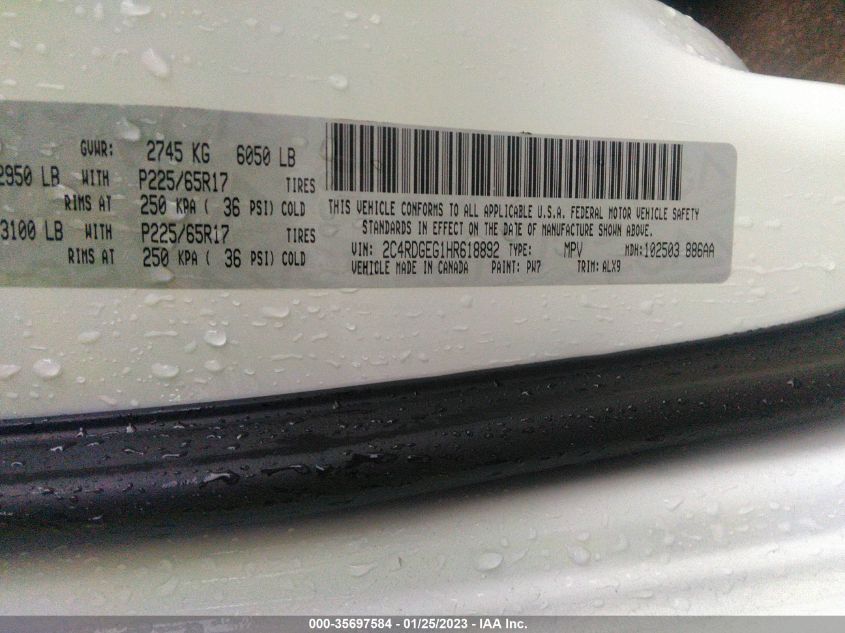 GVWR: 2745 KG 6050 LB
2950 LB WITH P225/65R17 TIRES
RIMS AT 250 KPA ( 36 PSI) COLD
3100 LB WITH P225/65R17 TIRES
RIMS AT 250 KPA ( 36 PSI) COLD
THIS VEHICLE CONFORMS TO ALL APPLICABLE U.S.A. FEDERAL MOTOR VEHICLE SAFETY
STANDARDS IN EFFECT ON THE DATE OF MANUFACTURE SHOWN ABOVE.
VIN: 2C4RDGEG1HR618892 TYPE: MPV MDH:102503 886AA
VEHICLE MADE IN CANADA PAINT: PW7 TRIM: ALX9
000-35697584 - 01/25/2023 - IAA Inc.